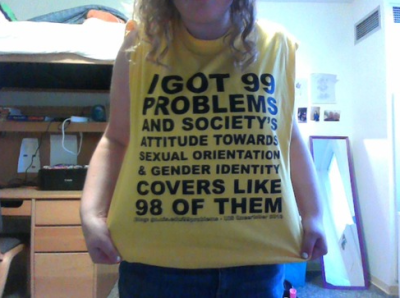 I GOT 99
PROBLEMS
AND SOCIETY'S
ATTITUDE TOWARDS
SEXUAL ORIENTATION
& GENDER IDENTITY
COVERS LIKE
98 OF THEM